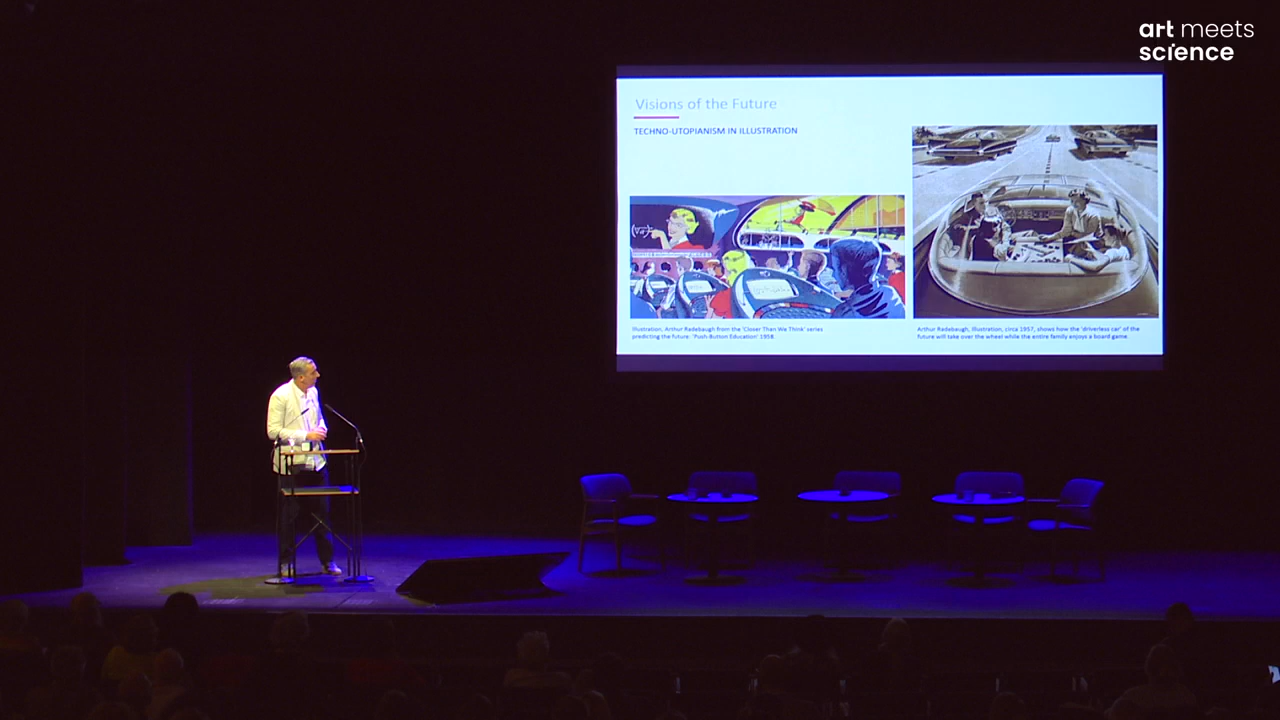 art meets
science
Visions of the Future
TECHNO-UTOPIANISM IN ILLUSTRATION
Illustration, Arthur Radebaugh from the 'Closer Than We Think' series
predicting the future- 'Push-Button Education' 1958
Arthur Radebaugh, Illustration, circa 1957, shows how the 'driverless car' of the
future will take over the wheel while the entire family enjoys a board game.